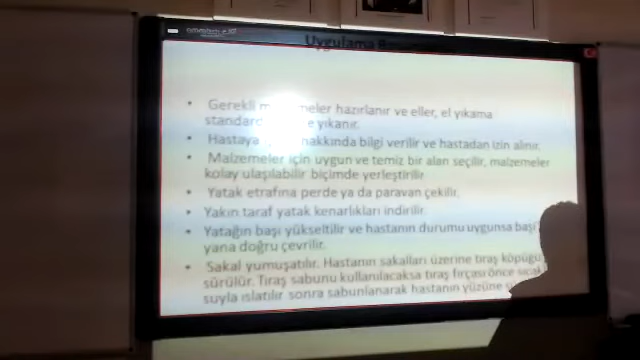 Uygulama
• Gerekli hazırlanır ve eller, el yıkama
yıkanır.
• Hastaya hakkında bilgi verilir ve hastadan izin alınır.
• Malzemeler için uygun ve temiz bir alan seçilir, malzemeler
kolay ulaşılabilir biçimde yerleştirilir.
• Yatak etrafına perde ya da paravan çekilir.
• Yakın taraf yatak kenarlıkları indirilir.
• Yatağın başı yükseltilir ve hastanın durumu uygunsa başı
yana doğru çevrilir.
• Sakal yumuşatılır. Hastanın sakalları üzerine tıraş köpüğü
sürülür. Tıraş sabunu kullanılacaksa tıraş fırçası önce sıcak
suyla ıslatılır sonra sabunlanarak hastanın yüzüne